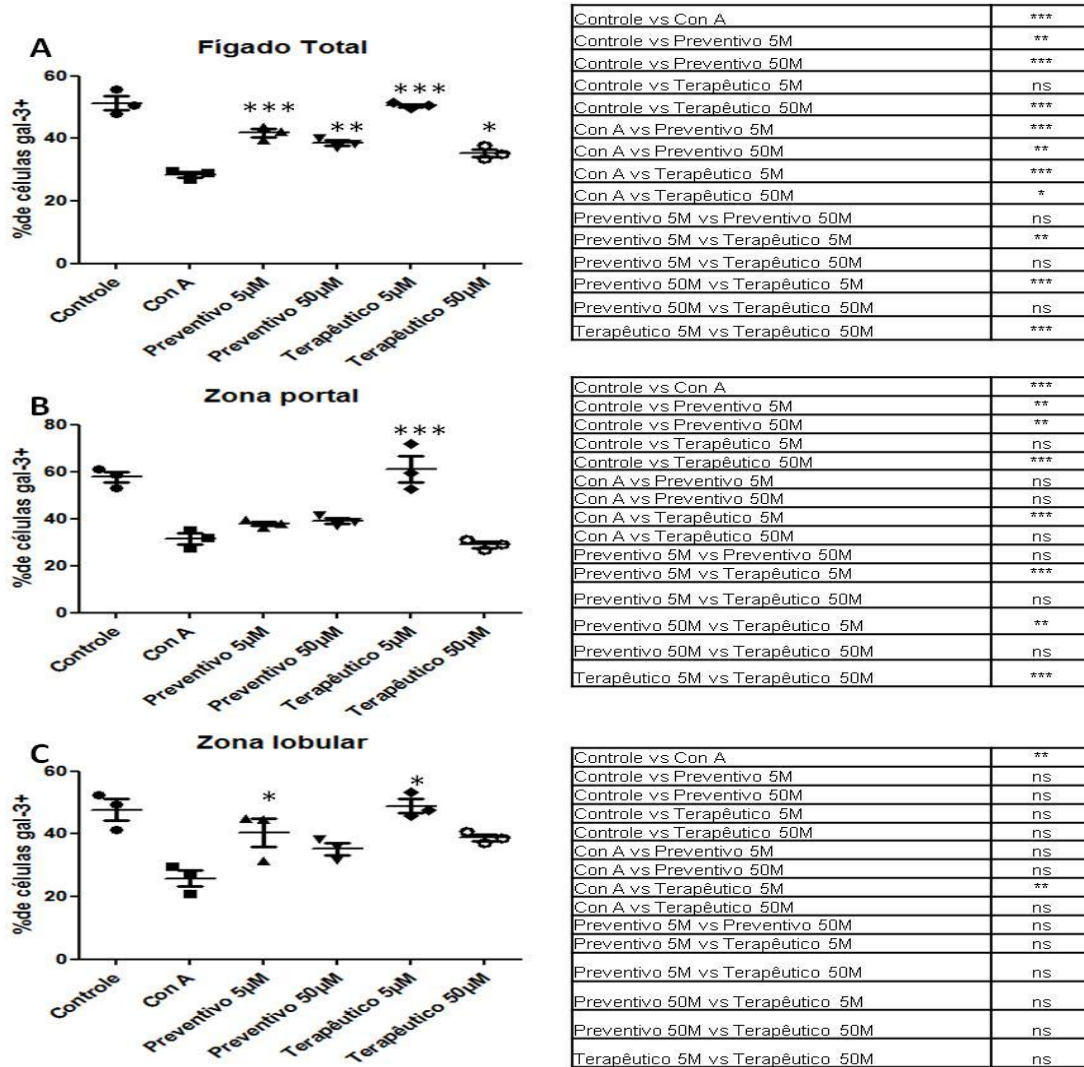 A
Fígado Total
* * *
* *
* * *
*
%de células gal-3+
60
40
20
0
Controle
Con A
Preventivo 5µM
Preventivo 50µM
Terapêutico 5µM
Terapêutico 50µM
Controle vs Con A ***
Controle vs Preventivo 5M **
Controle vs Preventivo 50M ***
Controle vs Terapêutico 5M ns
Controle vs Terapêutico 50M ***
Con A vs Preventivo 5M ***
Con A vs Preventivo 50M **
Con A vs Terapêutico 5M ***
Con A vs Terapêutico 50M *
Preventivo 5M vs Preventivo 50M ns
Preventivo 5M vs Terapêutico 5M **
Preventivo 5M vs Terapêutico 50M ns
Preventivo 50M vs Terapêutico 5M ***
Preventivo 50M vs Terapêutico 50M ns
Terapêutico 5M vs Terapêutico 50M ***
B
Zona portal
* * *
%de células gal-3+
80
60
40
20
0
Controle
Con A
Preventivo 5µM
Preventivo 50µM
Terapêutico 5µM
Terapêutico 50µM
Controle vs Con A ***
Controle vs Preventivo 5M **
Controle vs Preventivo 50M **
Controle vs Terapêutico 5M ns
Controle vs Terapêutico 50M ***
Con A vs Preventivo 5M ns
Con A vs Preventivo 50M ns
Con A vs Terapêutico 5M ***
Con A vs Terapêutico 50M ns
Preventivo 5M vs Preventivo 50M ns
Preventivo 5M vs Terapêutico 5M ***
Preventivo 5M vs Terapêutico 50M ns
Preventivo 50M vs Terapêutico 5M **
Preventivo 50M vs Terapêutico 50M ns
Terapêutico 5M vs Terapêutico 50M ***
C
Zona lobular
*
*
%de células gal-3+
60
40
20
0
Controle
Con A
Preventivo 5µM
Preventivo 50µM
Terapêutico 5µM
Terapêutico 50µM
Controle vs Con A **
Controle vs Preventivo 5M ns
Controle vs Preventivo 50M ns
Controle vs Terapêutico 5M ns
Controle vs Terapêutico 50M ns
Con A vs Preventivo 5M ns
Con A vs Preventivo 50M ns
Con A vs Terapêutico 5M **
Con A vs Terapêutico 50M ns
Preventivo 5M vs Preventivo 50M ns
Preventivo 5M vs Terapêutico 5M ns
Preventivo 5M vs Terapêutico 50M ns
Preventivo 50M vs Terapêutico 5M ns
Preventivo 50M vs Terapêutico 50M ns
Terapêutico 5M vs Terapêutico 50M ns